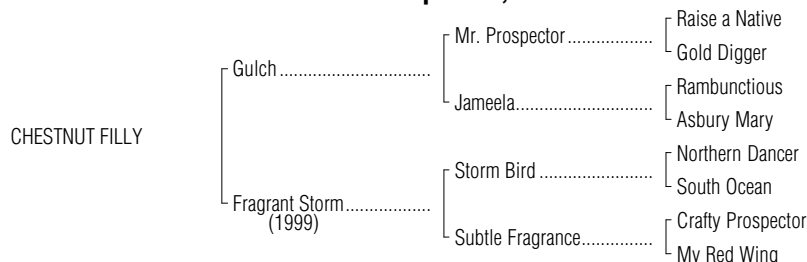 Raise a Native
Mr. Prospector
Gold Digger
Gulch
Rambunctious
Jameela
Asbury Mary
CHESTNUT FILLY
Northern Dancer
Storm Bird
South Ocean
Fragrant Storm
(1999)
Crafty Prospector
Subtle Fragrance
My Red Wing